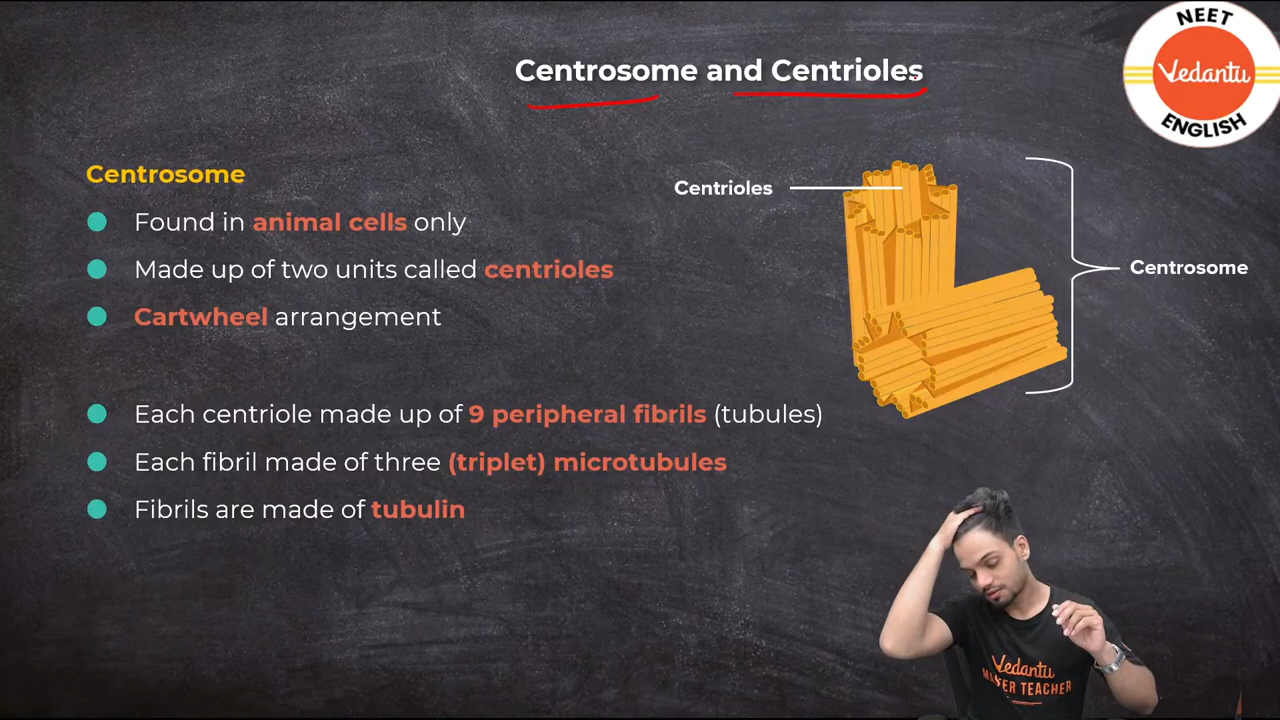 Centrosome and Centrioles
NEET
Vedantu
ENGLISH
Centrosome
Found in animal cells only
Made up of two units called centrioles
Cartwheel arrangement
Each centriole made up of 9 peripheral fibrils (tubules)
Each fibril made of three (triplet) microtubules
Fibrils are made of tubulin
Centrioles
Centrosome
Vedantu
MASTER TEACHER